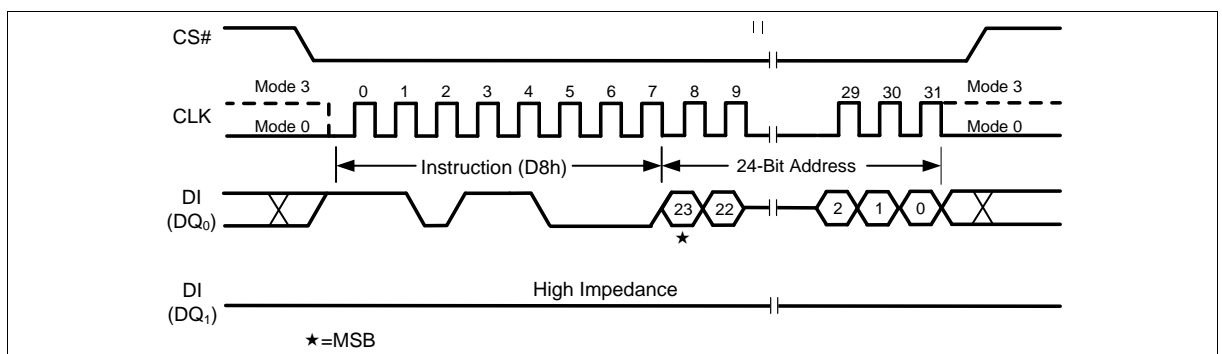 CS#
Mode 3
0 1 2 3 4 5 6 7 8 9 29 30 31
Mode 3
CLK
Mode 0
Mode 0
Instruction (D8h)
24-Bit Address
DI
(DQ0)
23 22 2 1 0
★
DI
(DQ1)
High Impedance
★=MSB